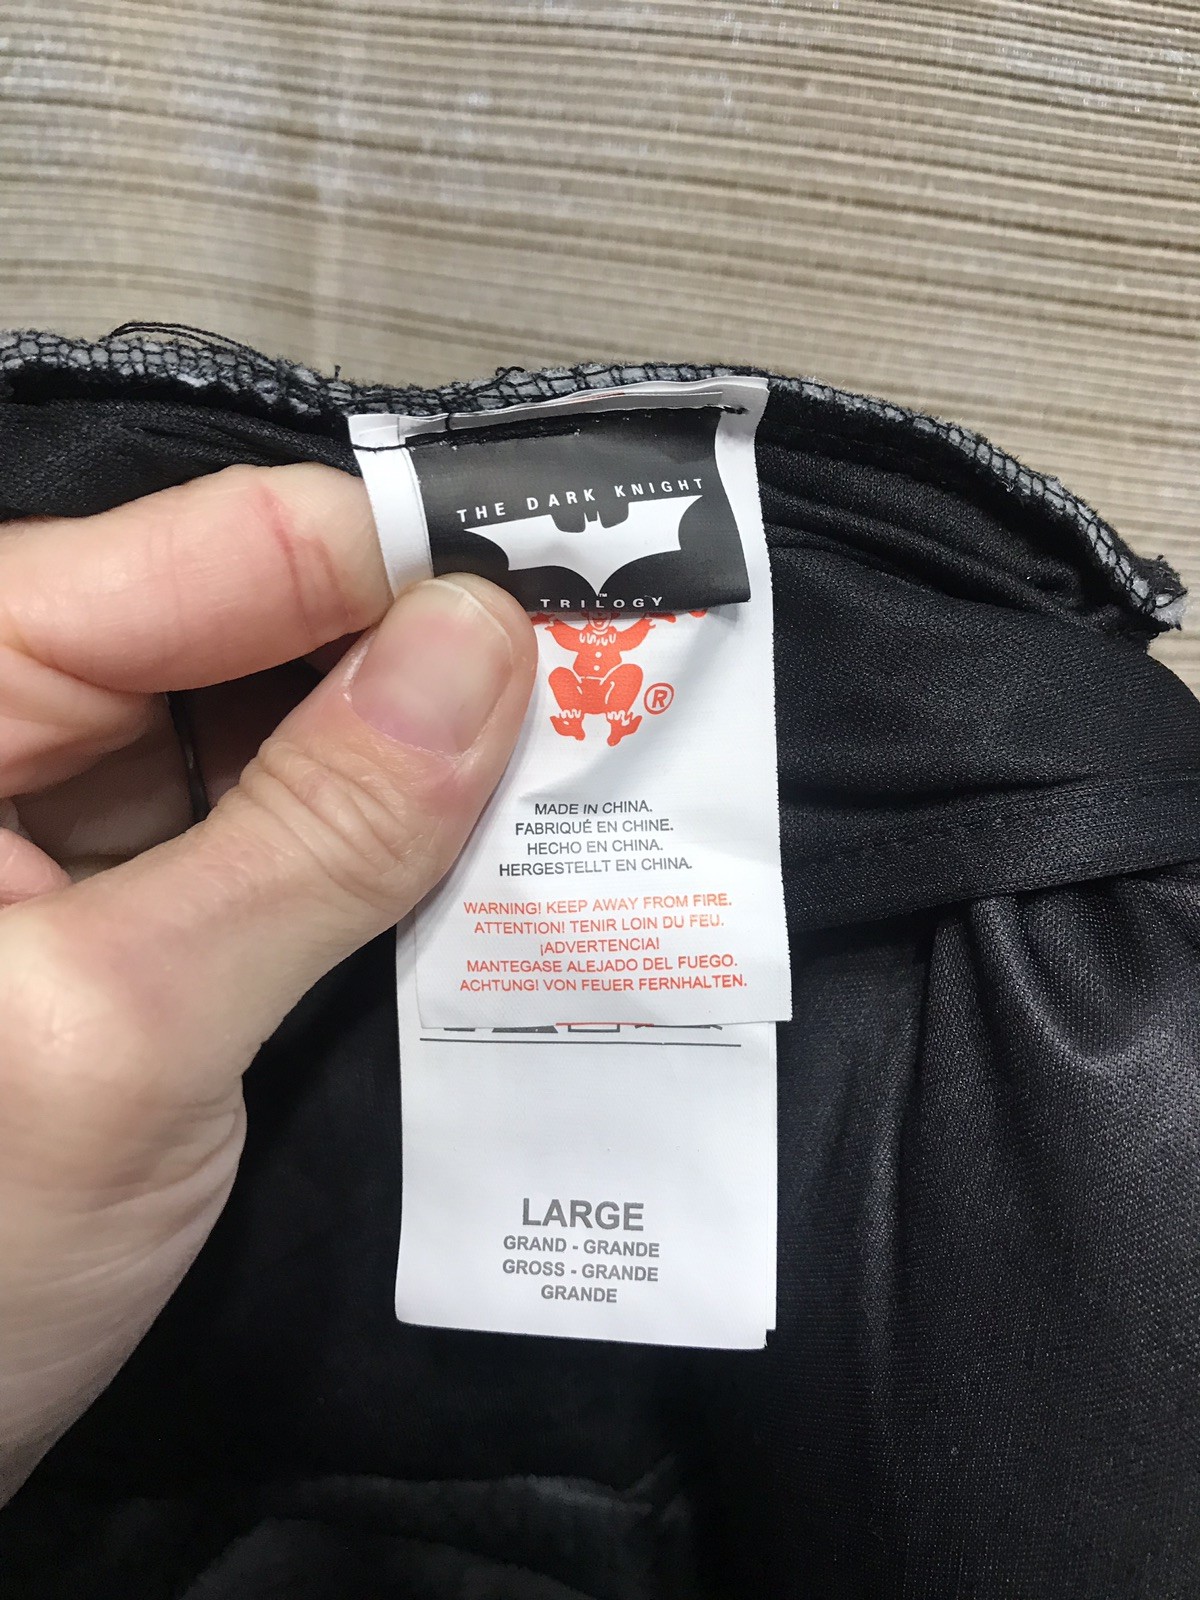 THE DARK KNIGHT
™
TRILOGY
®
MADE IN CHINA.
FABRIQUÉ EN CHINE.
HECHO EN CHINA.
HERGESTELLT EN CHINA.
WARNING! KEEP AWAY FROM FIRE.
ATTENTION! TENIR LOIN DU FEU.
¡ADVERTENCIA!
MANTEGASE ALEJADO DEL FUEGO.
ACHTUNG! VON FEUER FERNHALTEN.
LARGE
GRAND - GRANDE
GROSS - GRANDE
GRANDE